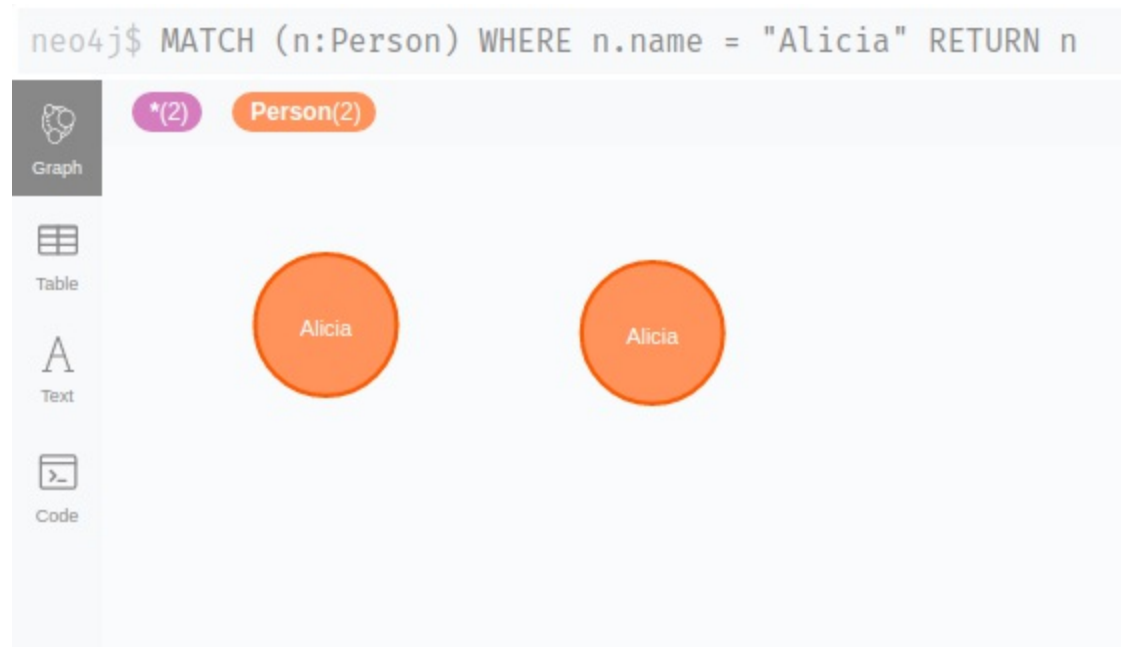 neo4j$ MATCH (n:Person) WHERE n.name = "Alicia" RETURN n
*(2) Person(2)
Graph
Table
Text
Code
Alicia
Alicia